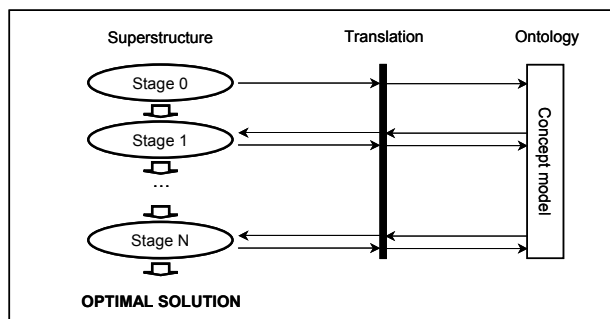 Superstructure Translation Ontology
Stage 0
Stage 1
...
Stage N
OPTIMAL SOLUTION
Concept model